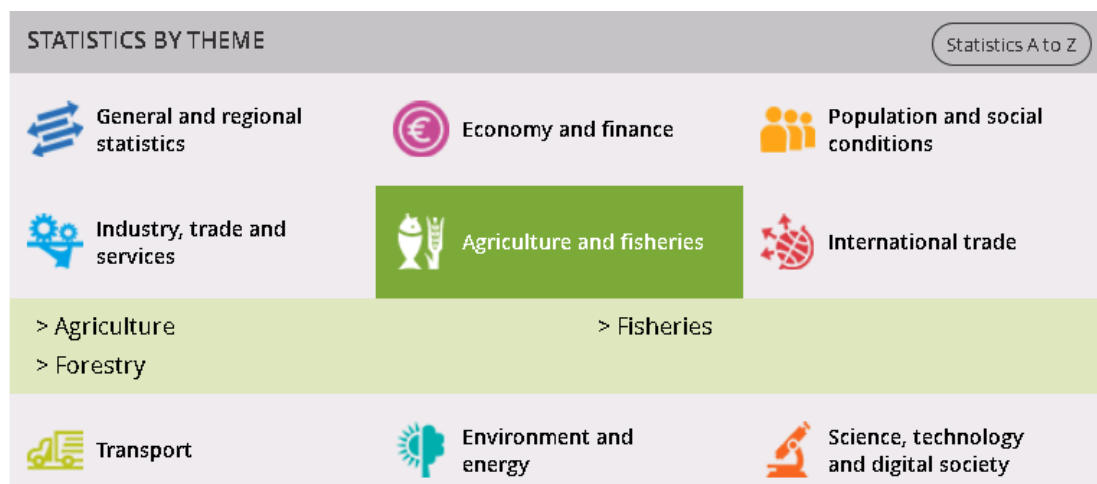 STATISTICS BY THEME
Statistics A to Z
General and regional
statistics
Economy and finance
Population and social
conditions
Industry, trade and
services
Agriculture and fisheries
International trade
> Agriculture
> Fisheries
> Forestry
Transport
Environment and
energy
Science, technology
and digital society